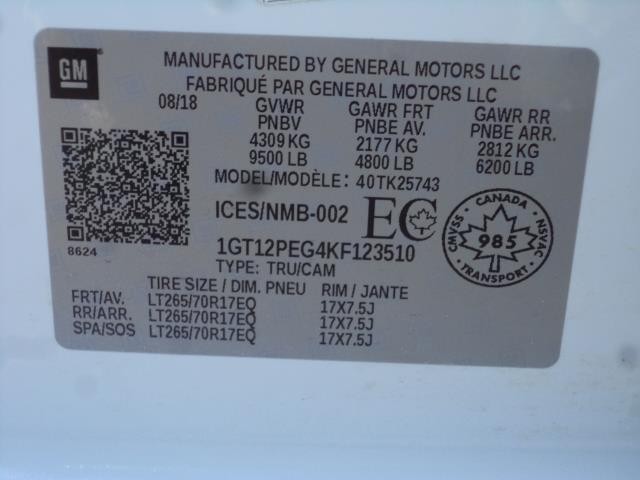 GM
MANUFACTURED BY GENERAL MOTORS LLC
FABRIQUÉ PAR GENERAL MOTORS LLC
08/18 GVWR GAWR FRT GAWR RR
PNBV PNBE AV. PNBE ARR.
4309 KG 2177 KG 2812 KG
9500 LB 4800 LB 6200 LB
MODEL/MODÈLE: 40TK25743
ICES/NMB-002 EC
CANADA
CMVSS 985 NSVAC
TRANSPORT
8624
1GT12PEG4KF123510
TYPE: TRU/CAM
TIRE SIZE / DIM. PNEU RIM / JANTE
FRT/AV. LT265/70R17EQ 17X7.5J
RR/ARR. LT265/70R17EQ 17X7.5J
SPA/SOS LT265/70R17EQ 17X7.5J